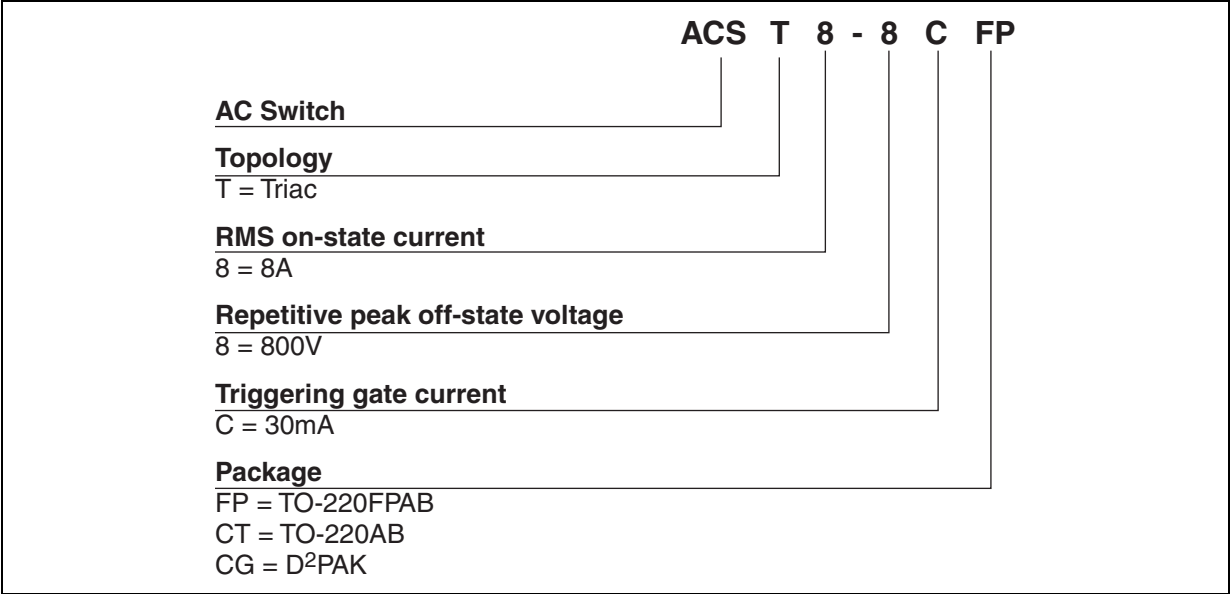 ACS T 8 - 8 C FP
AC Switch
Topology
T = Triac
RMS on-state current
8 = 8A
Repetitive peak off-state voltage
8 = 800V
Triggering gate current
C = 30mA
Package
FP = TO-220FPAB
CT = TO-220AB
CG = D²PAK